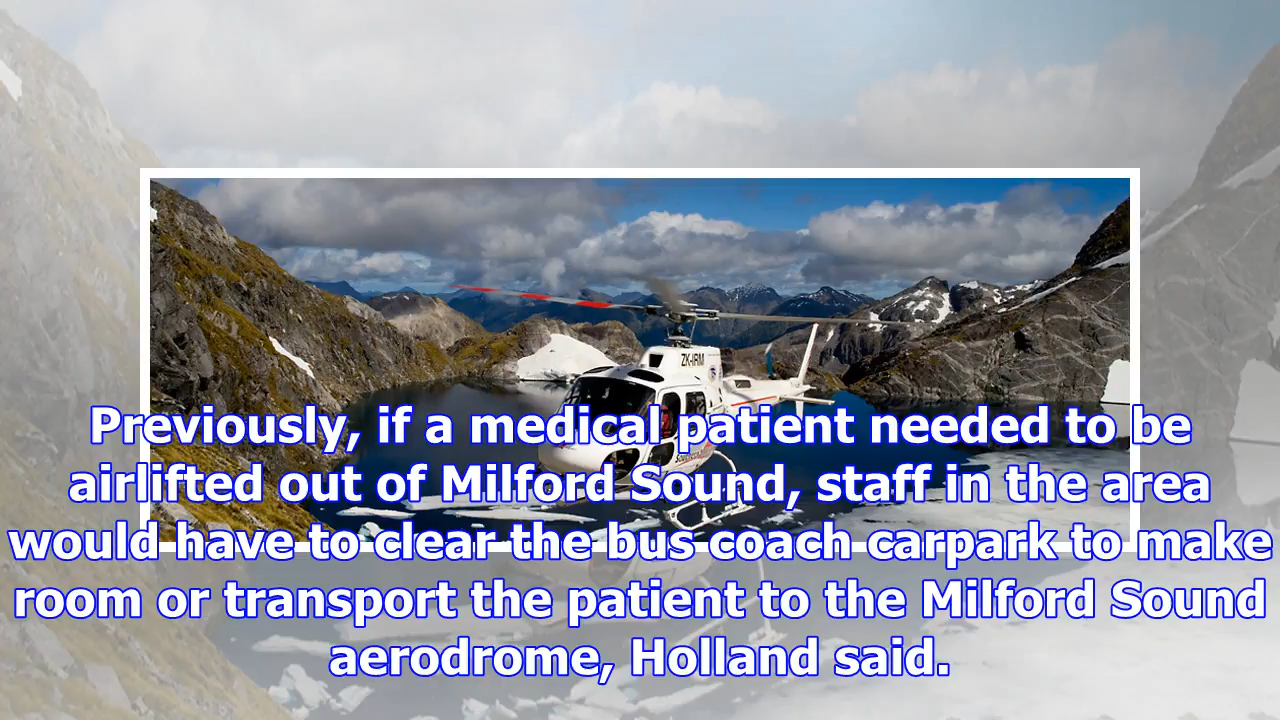 ZK-IRM
Previously, if a medical patient needed to be
airlifted out of Milford Sound, staff in the area
would have to clear the bus coach carpark to make
room or transport the patient to the Milford Sound
aerodrome, Holland said.